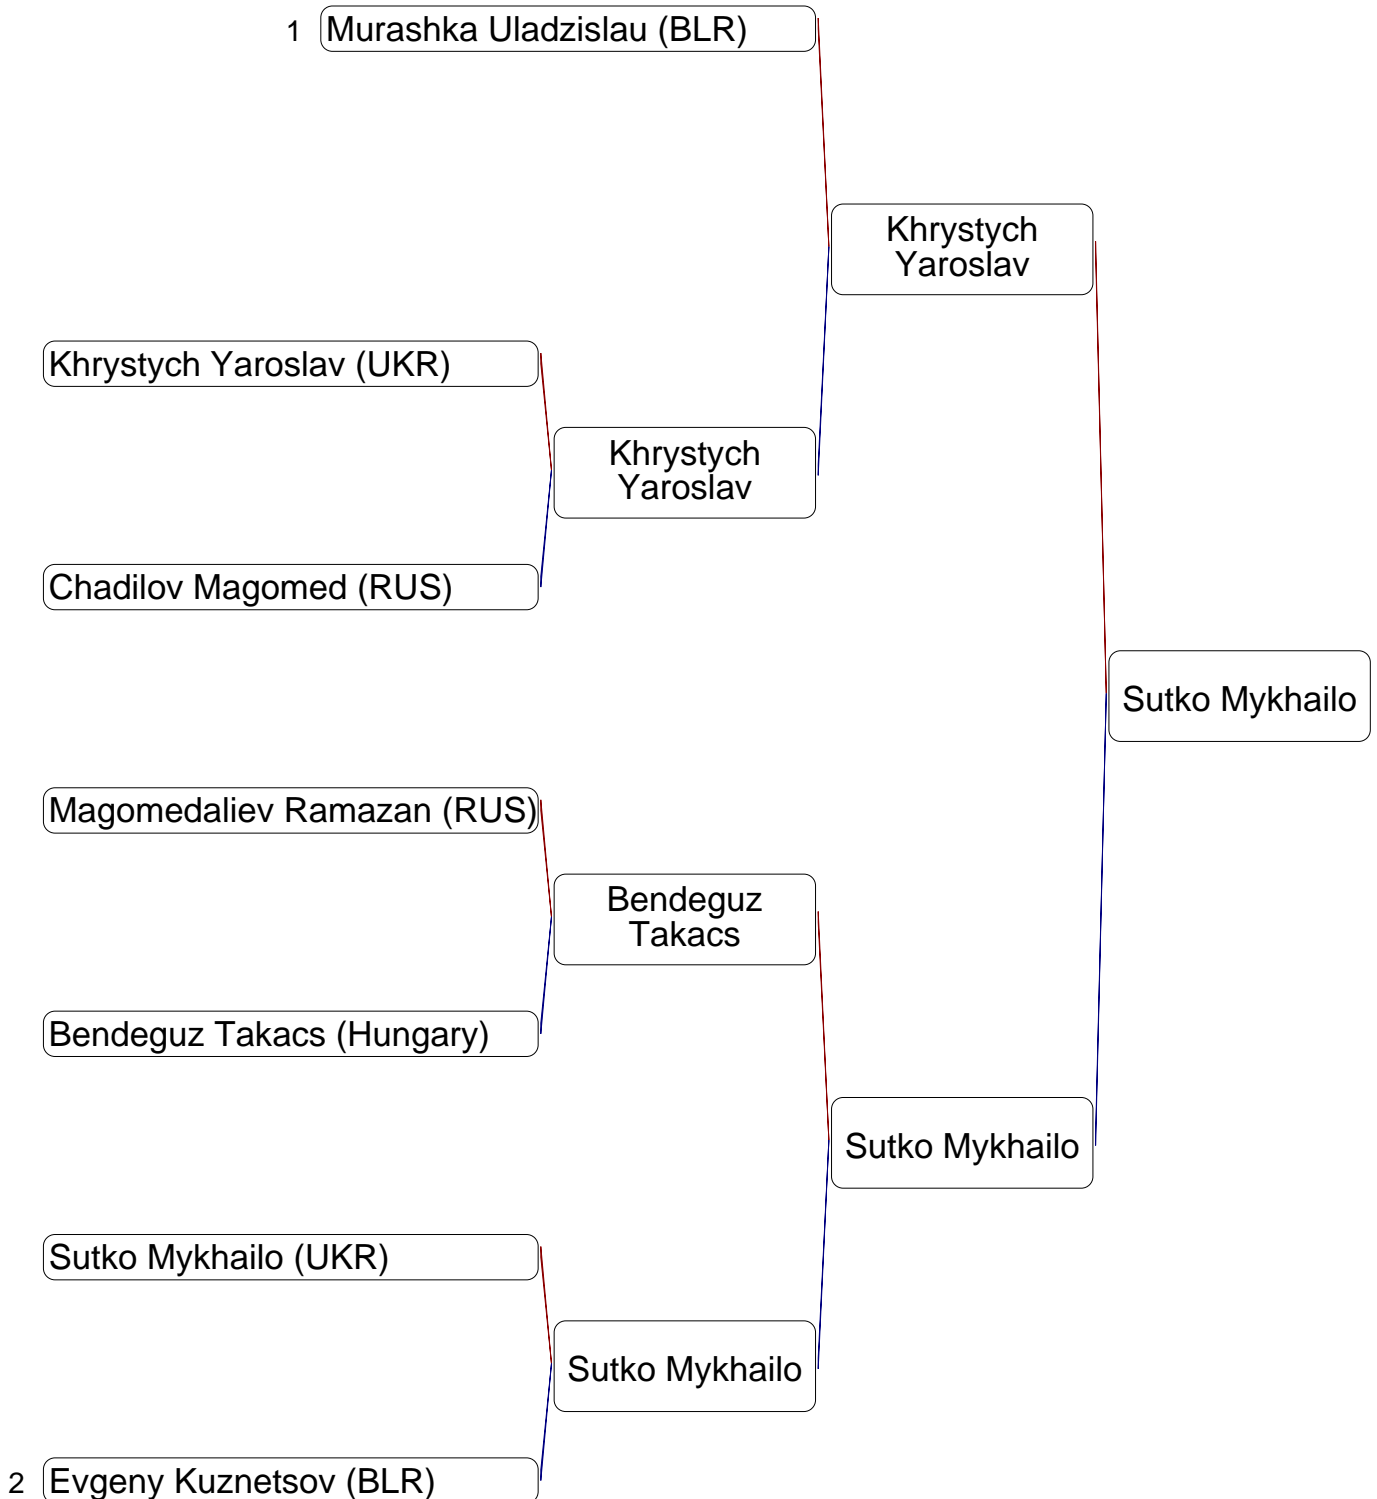 1 Murashka Uladzislau (BLR)
Khrystych
Yaroslav
Khrystych Yaroslav (UKR)
Khrystych
Yaroslav
Chadilov Magomed (RUS)
Sutko Mykhailo
Magomedaliev Ramazan (RUS)
Bendeguz
Takacs
Bendeguz Takacs (Hungary)
Sutko Mykhailo
Sutko Mykhailo (UKR)
Sutko Mykhailo
2 Evgeny Kuznetsov (BLR)